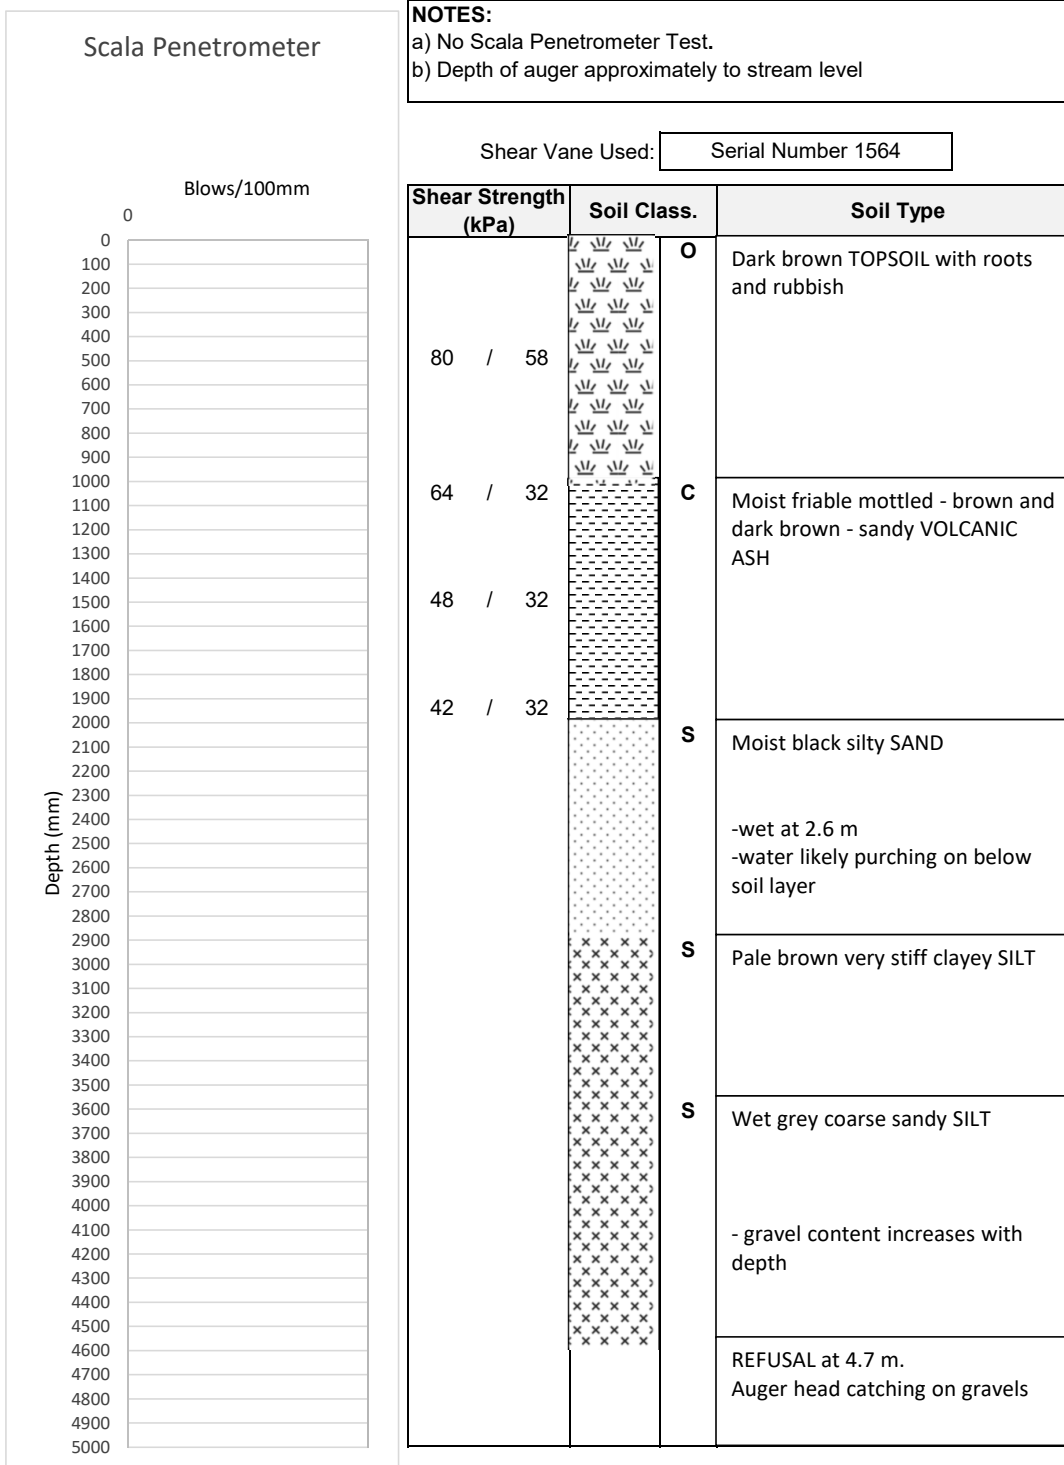 Scala Penetrometer
Blows/100mm
0
0
100
200
300
400
500
600
700
800
900
1000
1100
1200
1300
1400
1500
1600
1700
1800
1900
2000
2100
2200
2300
2400
2500
2600
2700
2800
2900
3000
3100
3200
3300
3400
3500
3600
3700
3800
3900
4000
4100
4200
4300
4400
4500
4600
4700
4800
4900
5000
Depth (mm)
NOTES:
a) No Scala Penetrometer Test.
b) Depth of auger approximately to stream level
Shear Vane Used: Serial Number 1564
Shear Strength
(kPa)
Soil Class.
Soil Type
O
Dark brown TOPSOIL with roots
and rubbish
80 / 58
64 / 32
C
Moist friable mottled - brown and
dark brown - sandy VOLCANIC
ASH
48 / 32
42 / 32
S
Moist black silty SAND
-wet at 2.6 m
-water likely purching on below
soil layer
S
Pale brown very stiff clayey SILT
S
Wet grey coarse sandy SILT
- gravel content increases with
depth
REFUSAL at 4.7 m.
Auger head catching on gravels